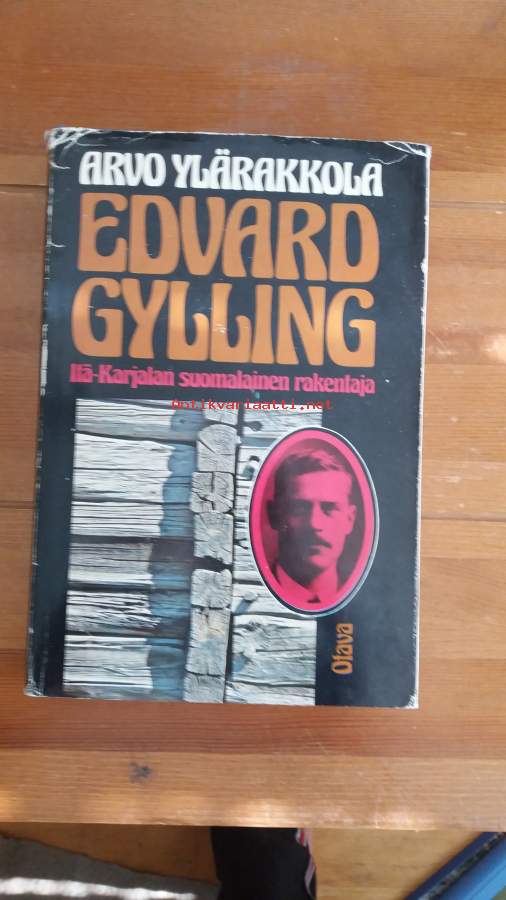 ARVO YLÄRAKKOLA
EDVARD
GYLLING
Itä-Karjalan suomalainen rakentaja
Antikvariaatti.net
Otava